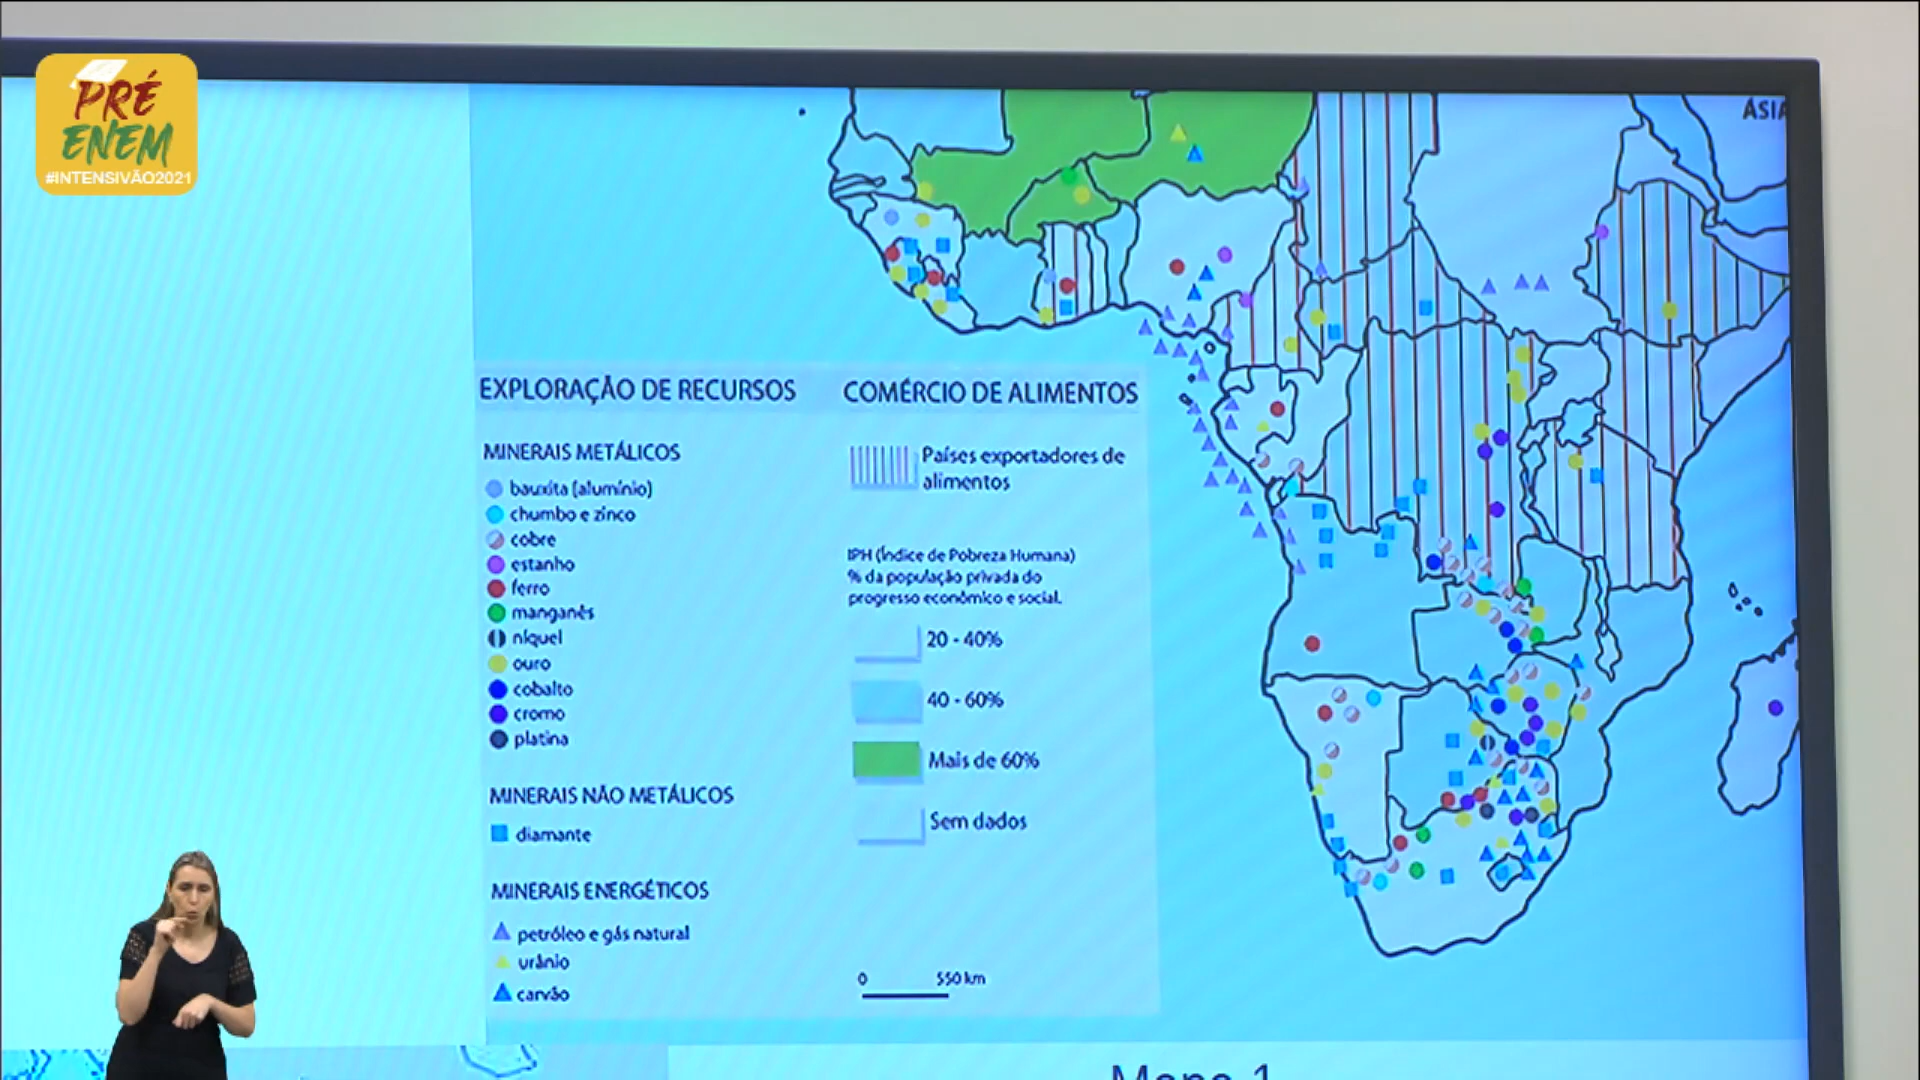 PRÉ
ENEM
#INTENSIVÃO2021
ÁSIA
EXPLORAÇÃO DE RECURSOS
MINERAIS METÁLICOS
bauxita (alumínio)
chumbo e zinco
cobre
estanho
ferro
manganês
níquel
ouro
cobalto
cromo
platina
MINERAIS NÃO METÁLICOS
diamante
MINERAIS ENERGÉTICOS
petróleo e gás natural
urânio
carvão
COMÉRCIO DE ALIMENTOS
Países exportadores de
alimentos
IPH (Índice de Pobreza Humana)
% da população privada do
progresso econômico e social.
20 - 40%
40 - 60%
Mais de 60%
Sem dados
0 550 km
Mapa 1